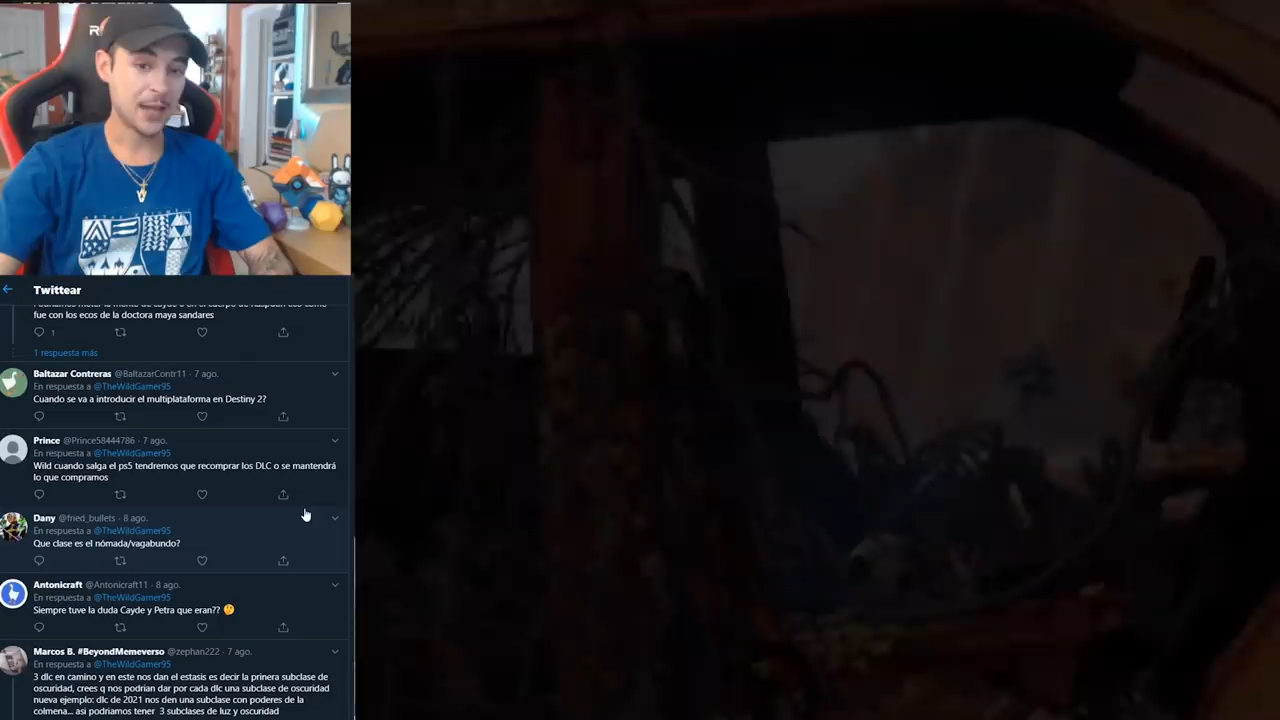 Twittear
fue con los ecos de la doctora maya sandares
1
1 respuesta más
Baltazar Contreras @BaltazarContr11 · 7 ago.
En respuesta a @TheWildGamer95
Cuando se va a introducir el multiplataforma en Destiny 2?
Prince @Prince58444786 · 7 ago.
En respuesta a @TheWildGamer95
Wild cuando salga el ps5 tendremos que recomprar los DLC o se mantendrá
lo que compramos
Dany @fried_bullets · 8 ago.
En respuesta a @TheWildGamer95
Que clase es el nómada/vagabundo?
Antonicraft @Antonicraft11 · 8 ago.
En respuesta a @TheWildGamer95
Siempre tuve la duda Cayde y Petra que eran?? 🤔
Marcos B. #BeyondMemeverso @zephan222 · 7 ago.
En respuesta a @TheWildGamer95
3 dlc en camino y en este nos dan el estasis es decir la prinera subclase de
oscuridad, crees q nos podrian dar por cada dlc una subclase de oscuridad
nueva ejemplo: dlc de 2021 nos den una subclase con poderes de la
colmena... asi podriamos tener 3 subclases de luz y oscuridad